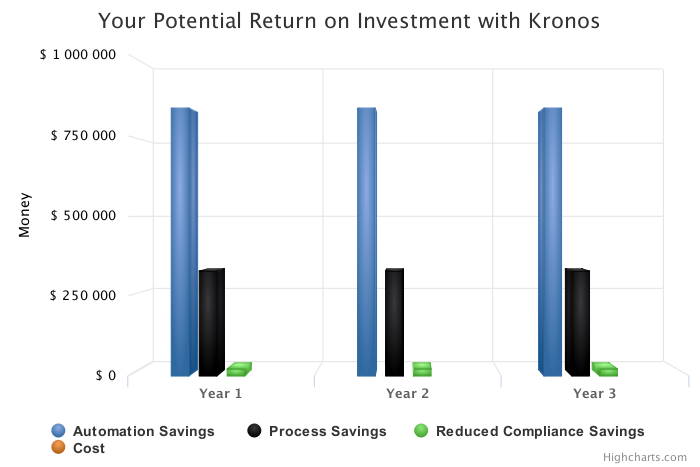 Your Potential Return on Investment with Kronos
$ 1 000 000
$ 750 000
$ 500 000
$ 250 000
$ 0
Money
Year 1 Year 2 Year 3
Automation Savings Process Savings Reduced Compliance Savings
Cost
Highcharts.com